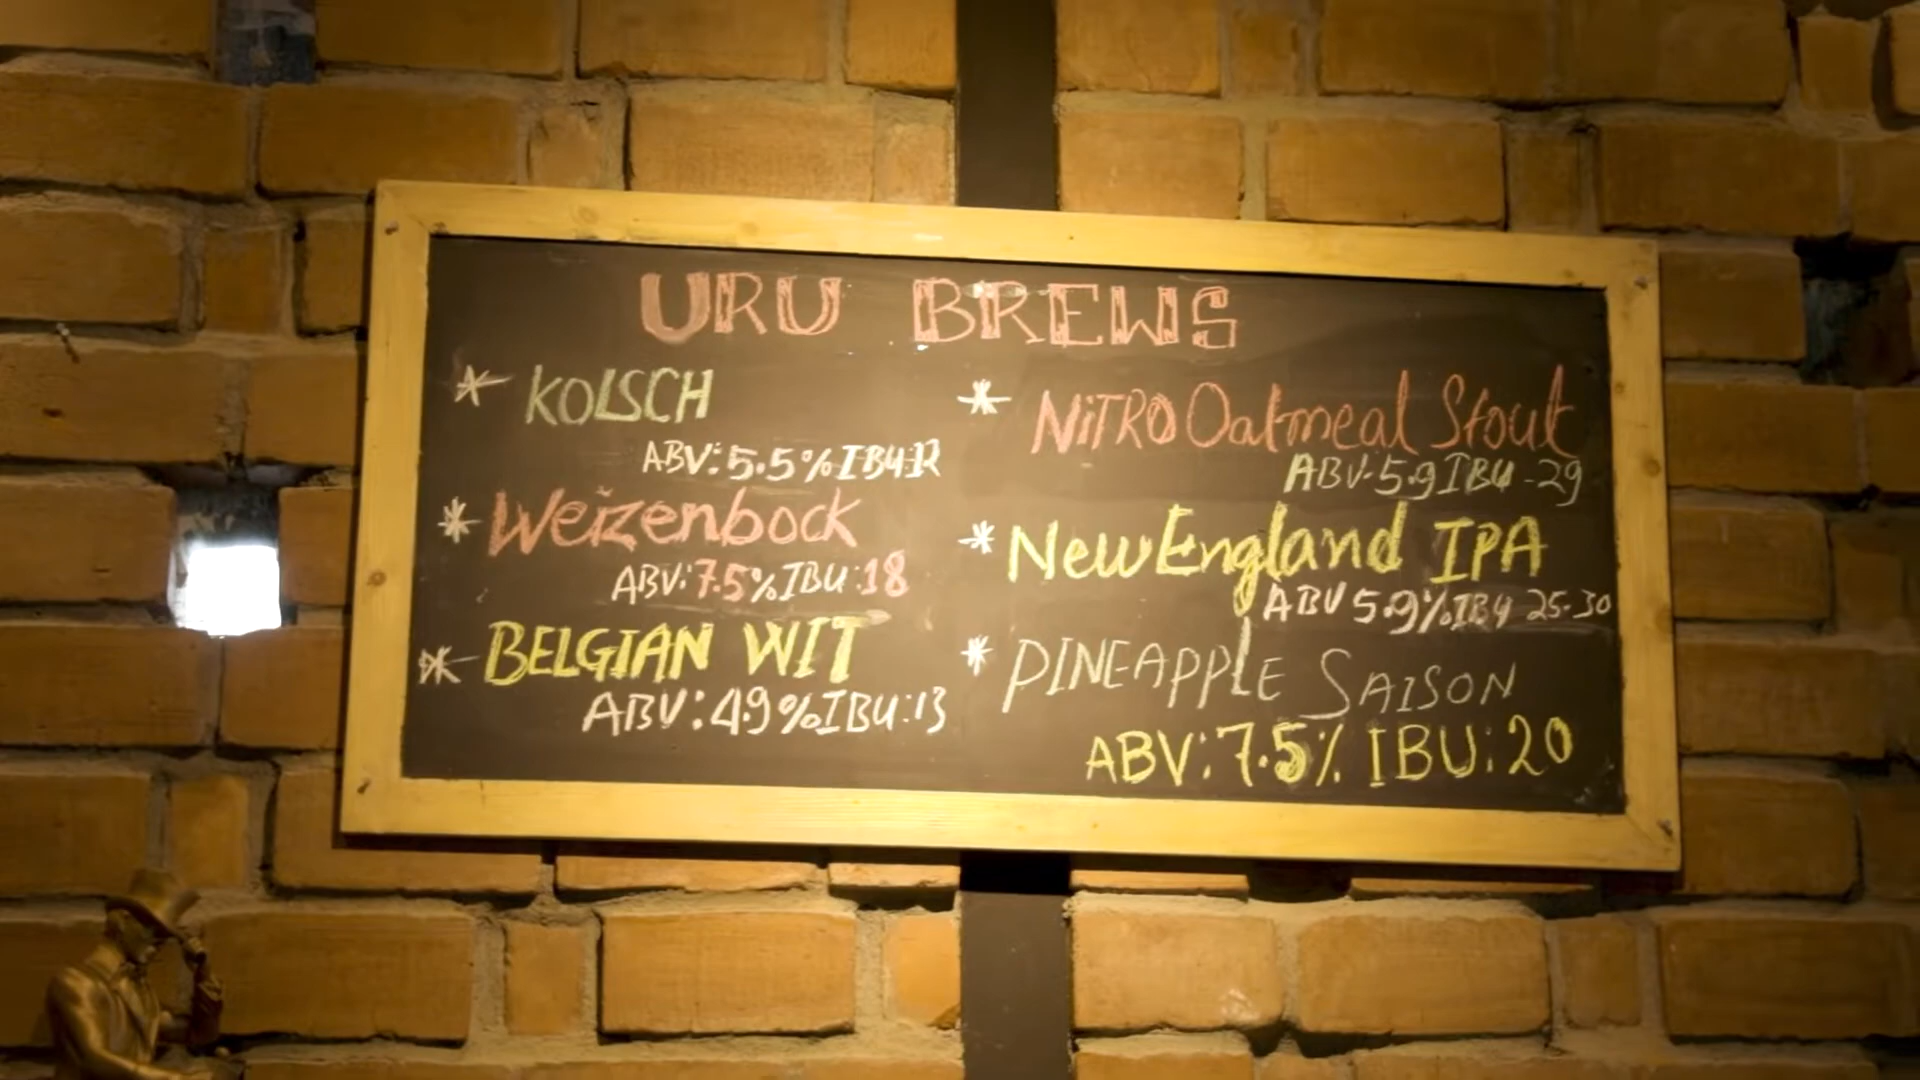 URU BREWS
* KOLSCH
ABV: 5.5% IBU 12
* Weizenbock
ABV: 7.5% IBU: 18
* BELGIAN WIT
ABV: 4.9% IBU: 13
* NiTRO Oatmeal Stout
ABV-5.9 IBU-29
* New England IPA
ABV 5.9% IBU 25-30
* PINEAPPLE SAISON
ABV: 7.5% IBU: 20